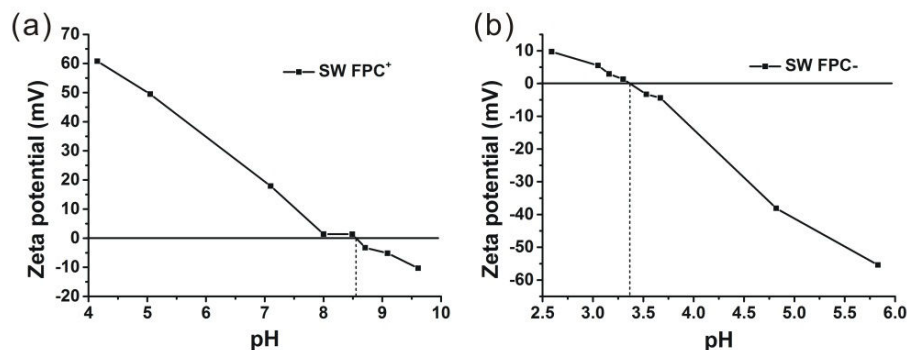 (a)
Zeta potential (mV)
70
60
50
40
30
20
10
0
-10
-20
4 5 6 7 8 9 10
pH
SW FPC⁺
(b)
Zeta potential (mV)
10
0
-10
-20
-30
-40
-50
-60
2.5 3.0 3.5 4.0 4.5 5.0 5.5 6.0
pH
SW FPC-